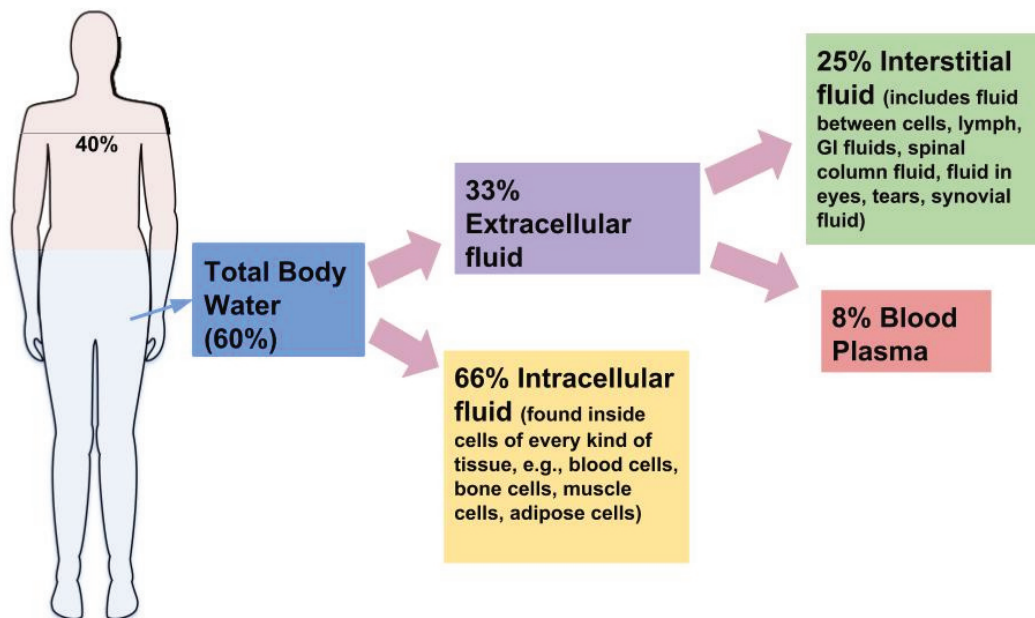 40%
Total Body
Water
(60%)
33%
Extracellular
fluid
66% Intracellular
fluid (found inside
cells of every kind of
tissue, e.g., blood cells,
bone cells, muscle
cells, adipose cells)
25% Interstitial
fluid (includes fluid
between cells, lymph,
GI fluids, spinal
column fluid, fluid in
eyes, tears, synovial
fluid)
8% Blood
Plasma